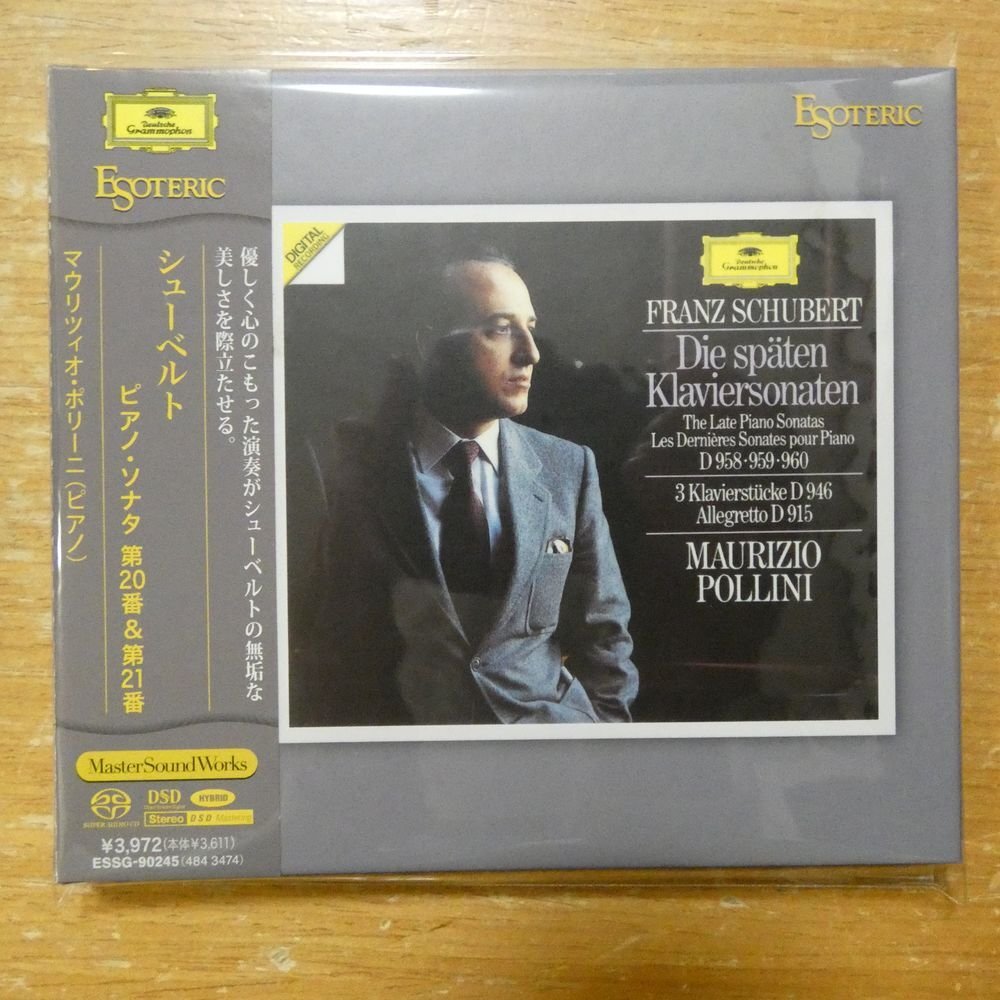 Deutsche
Grammophon
ESOTERIC
優しく心のこもった演奏がシューベルトの無垢な
美しさを際立たせる。
シューベルト
ピアノ・ソナタ 第20番&第21番
マウリツィオ・ポリーニ(ピアノ)
MasterSoundWorks
SUPER AUDIO CD
DSD
HYBRID
Stereo
DSD Mastering
¥3,972(本体¥3,611)
ESSG-90245(484 3474)
ESOTERIC
DIGITAL
RECORDING
Deutsche
Grammophon
FRANZ SCHUBERT
Die späten
Klaviersonaten
The Late Piano Sonatas
Les Dernières Sonates pour Piano
D 958·959·960
3 Klavierstücke D 946
Allegretto D 915
MAURIZIO
POLLINI